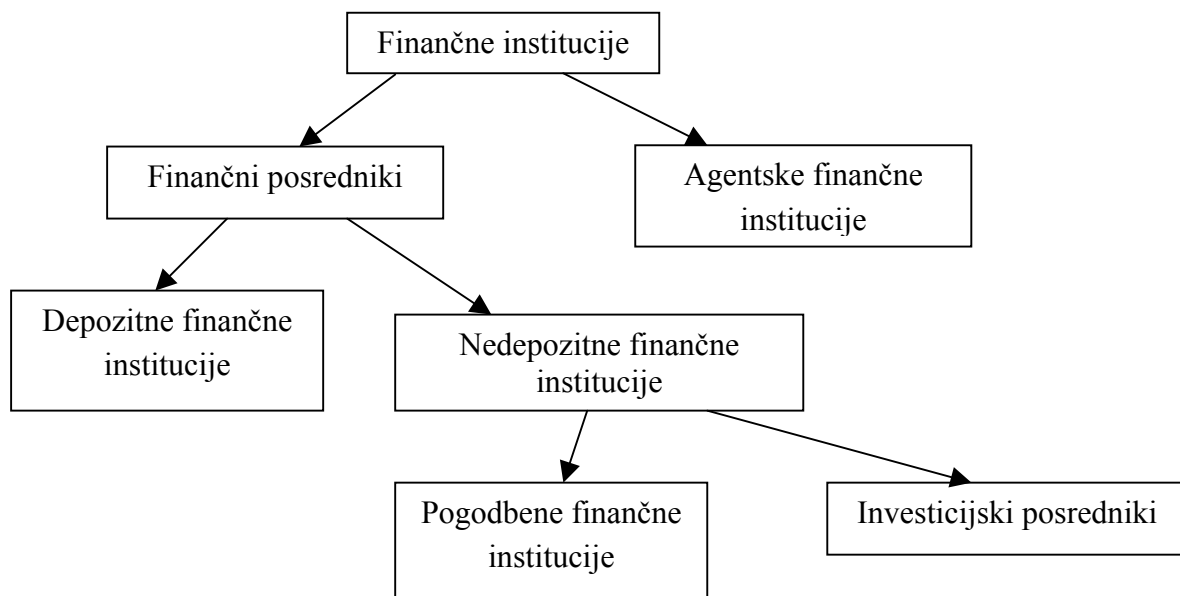 Finančne institucije
Finančni posredniki
Agentske finančne
institucije
Depozitne finančne
institucije
Nedepozitne finančne
institucije
Pogodbene finančne
institucije
Investicijski posredniki